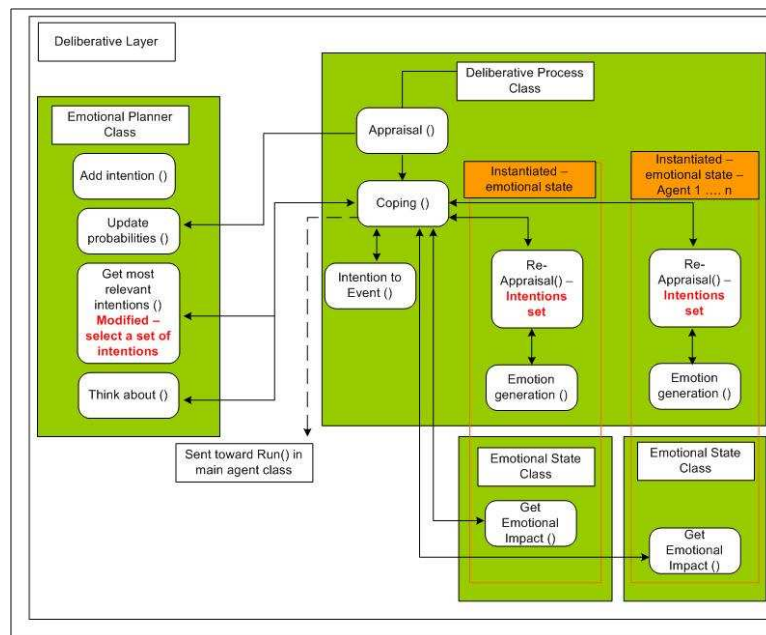 Deliberative Layer
Emotional Planner
Class
Add intention ()
Update
probabilities ()
Get most
relevant
intentions ()
Modified –
select a set of
intentions
Think about ()
Sent toward Run() in
main agent class
Deliberative Process
Class
Appraisal ()
Coping ()
Intention to
Event ()
Instantiated –
emotional state
Re-
Appraisal() –
Intentions
set
Emotion
generation ()
Instantiated –
emotional state –
Agent 1 …. n
Re-
Appraisal() –
Intentions
set
Emotion
generation ()
Emotional State
Class
Get
Emotional
Impact ()
Emotional State
Class
Get
Emotional
Impact ()